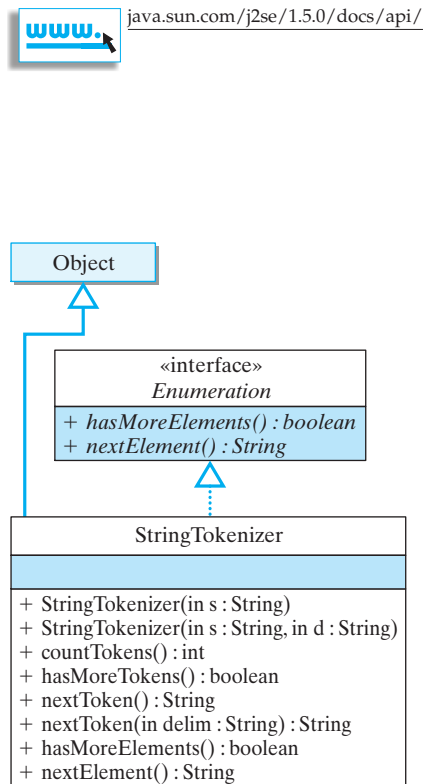 www.
java.sun.com/j2se/1.5.0/docs/api/
Object
«interface»
Enumeration
+ hasMoreElements() : boolean
+ nextElement() : String
StringTokenizer
+ StringTokenizer(in s : String)
+ StringTokenizer(in s : String, in d : String)
+ countTokens() : int
+ hasMoreTokens() : boolean
+ nextToken() : String
+ nextToken(in delim : String) : String
+ hasMoreElements() : boolean
+ nextElement() : String